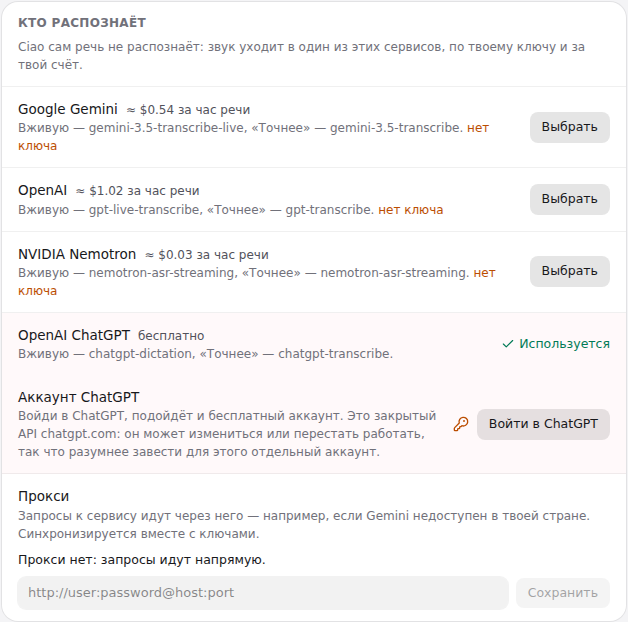 КТО РАСПОЗНАЁТ
Ciao сам речь не распознаёт: звук уходит в один из этих сервисов, по твоему ключу и за
твой счёт.
Google Gemini ≈ $0.54 за час речи
Вживую — gemini-3.5-transcribe-live, «Точнее» — gemini-3.5-transcribe. нет
ключа
Выбрать
OpenAI ≈ $1.02 за час речи
Вживую — gpt-live-transcribe, «Точнее» — gpt-transcribe. нет ключа
Выбрать
NVIDIA Nemotron ≈ $0.03 за час речи
Вживую — nemotron-asr-streaming, «Точнее» — nemotron-asr-streaming. нет
ключа
Выбрать
OpenAI ChatGPT бесплатно
Вживую — chatgpt-dictation, «Точнее» — chatgpt-transcribe.
Используется
Аккаунт ChatGPT
Войди в ChatGPT, подойдёт и бесплатный аккаунт. Это закрытый
API chatgpt.com: он может измениться или перестать работать,
так что разумнее завести для этого отдельный аккаунт.
Войти в ChatGPT
Прокси
Запросы к сервису идут через него — например, если Gemini недоступен в твоей стране.
Синхронизируется вместе с ключами.
Прокси нет: запросы идут напрямую.
http://user:password@host:port
Сохранить